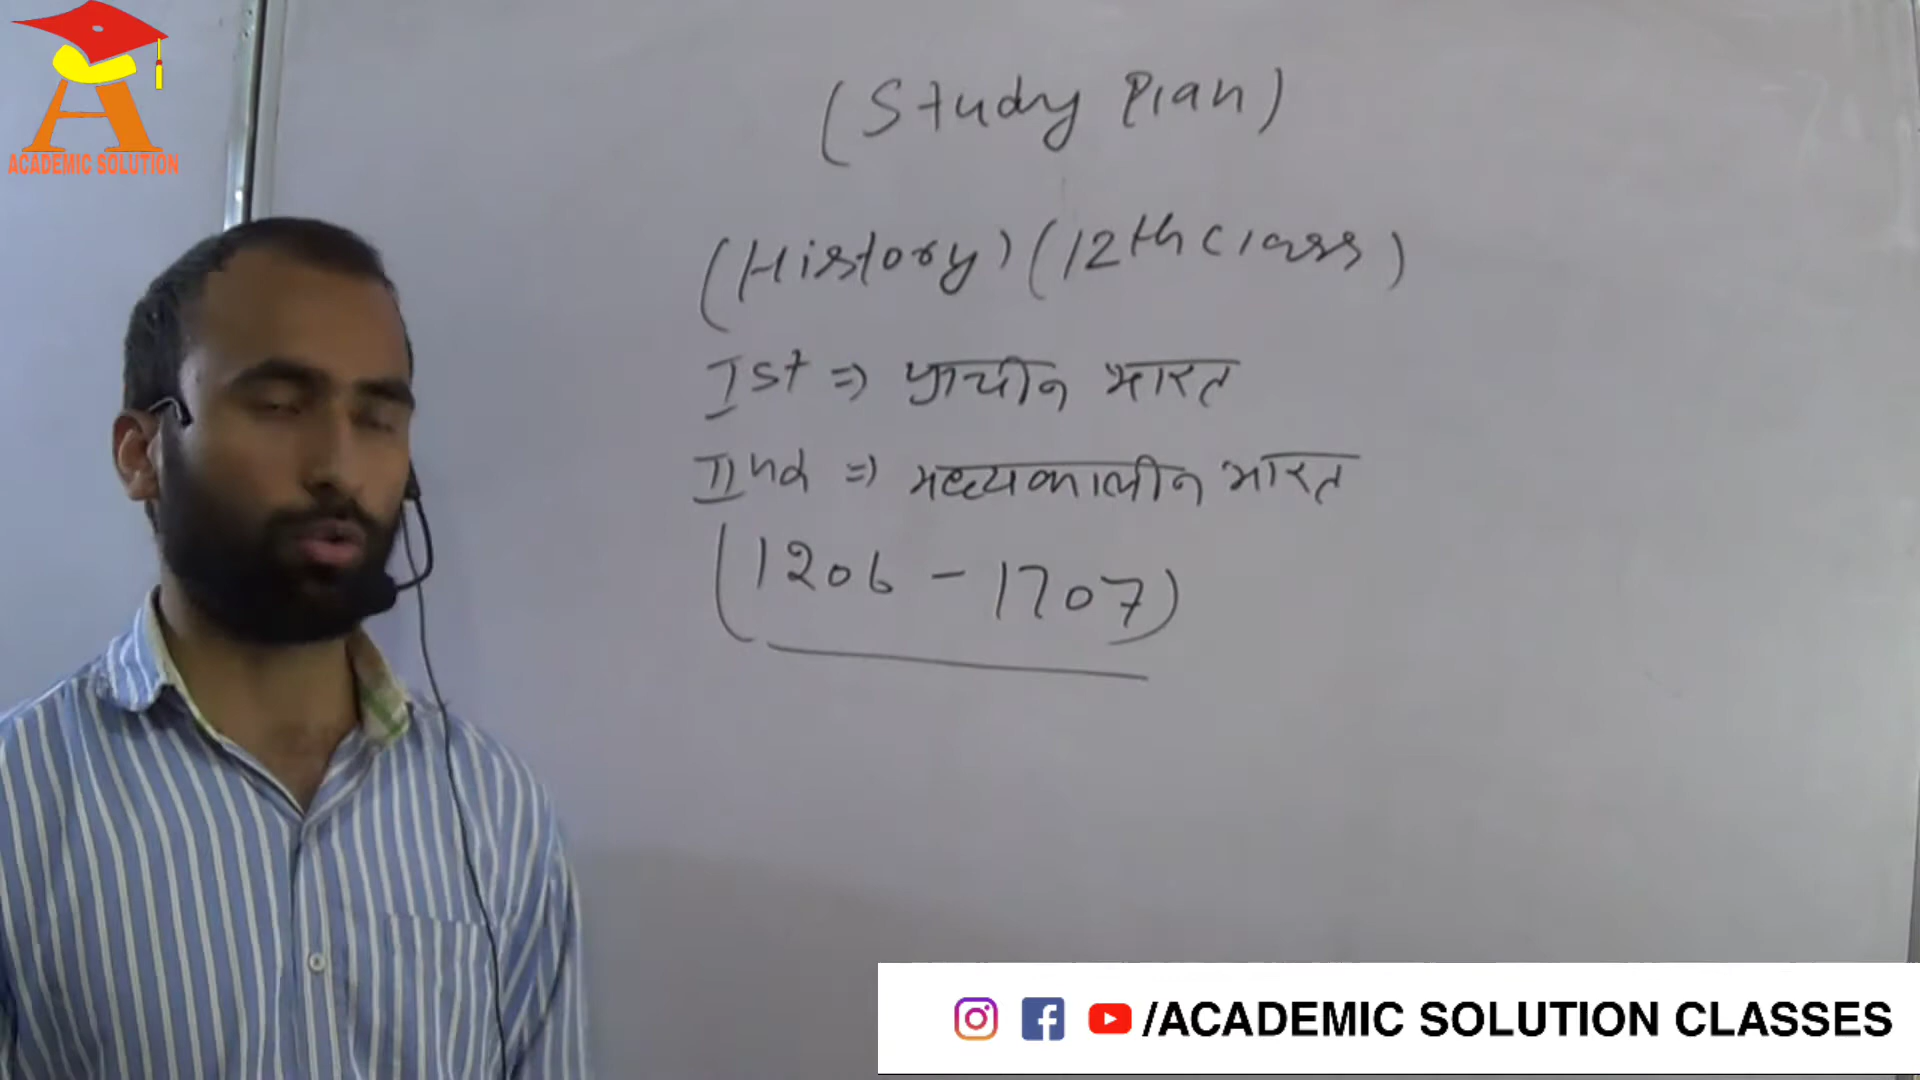 ACADEMIC SOLUTION
(Study Plan)
(History) (12th class)
Ist => प्राचीन भारत
IInd => मध्यकालीन भारत
(1206 - 1707)
/ACADEMIC SOLUTION CLASSES